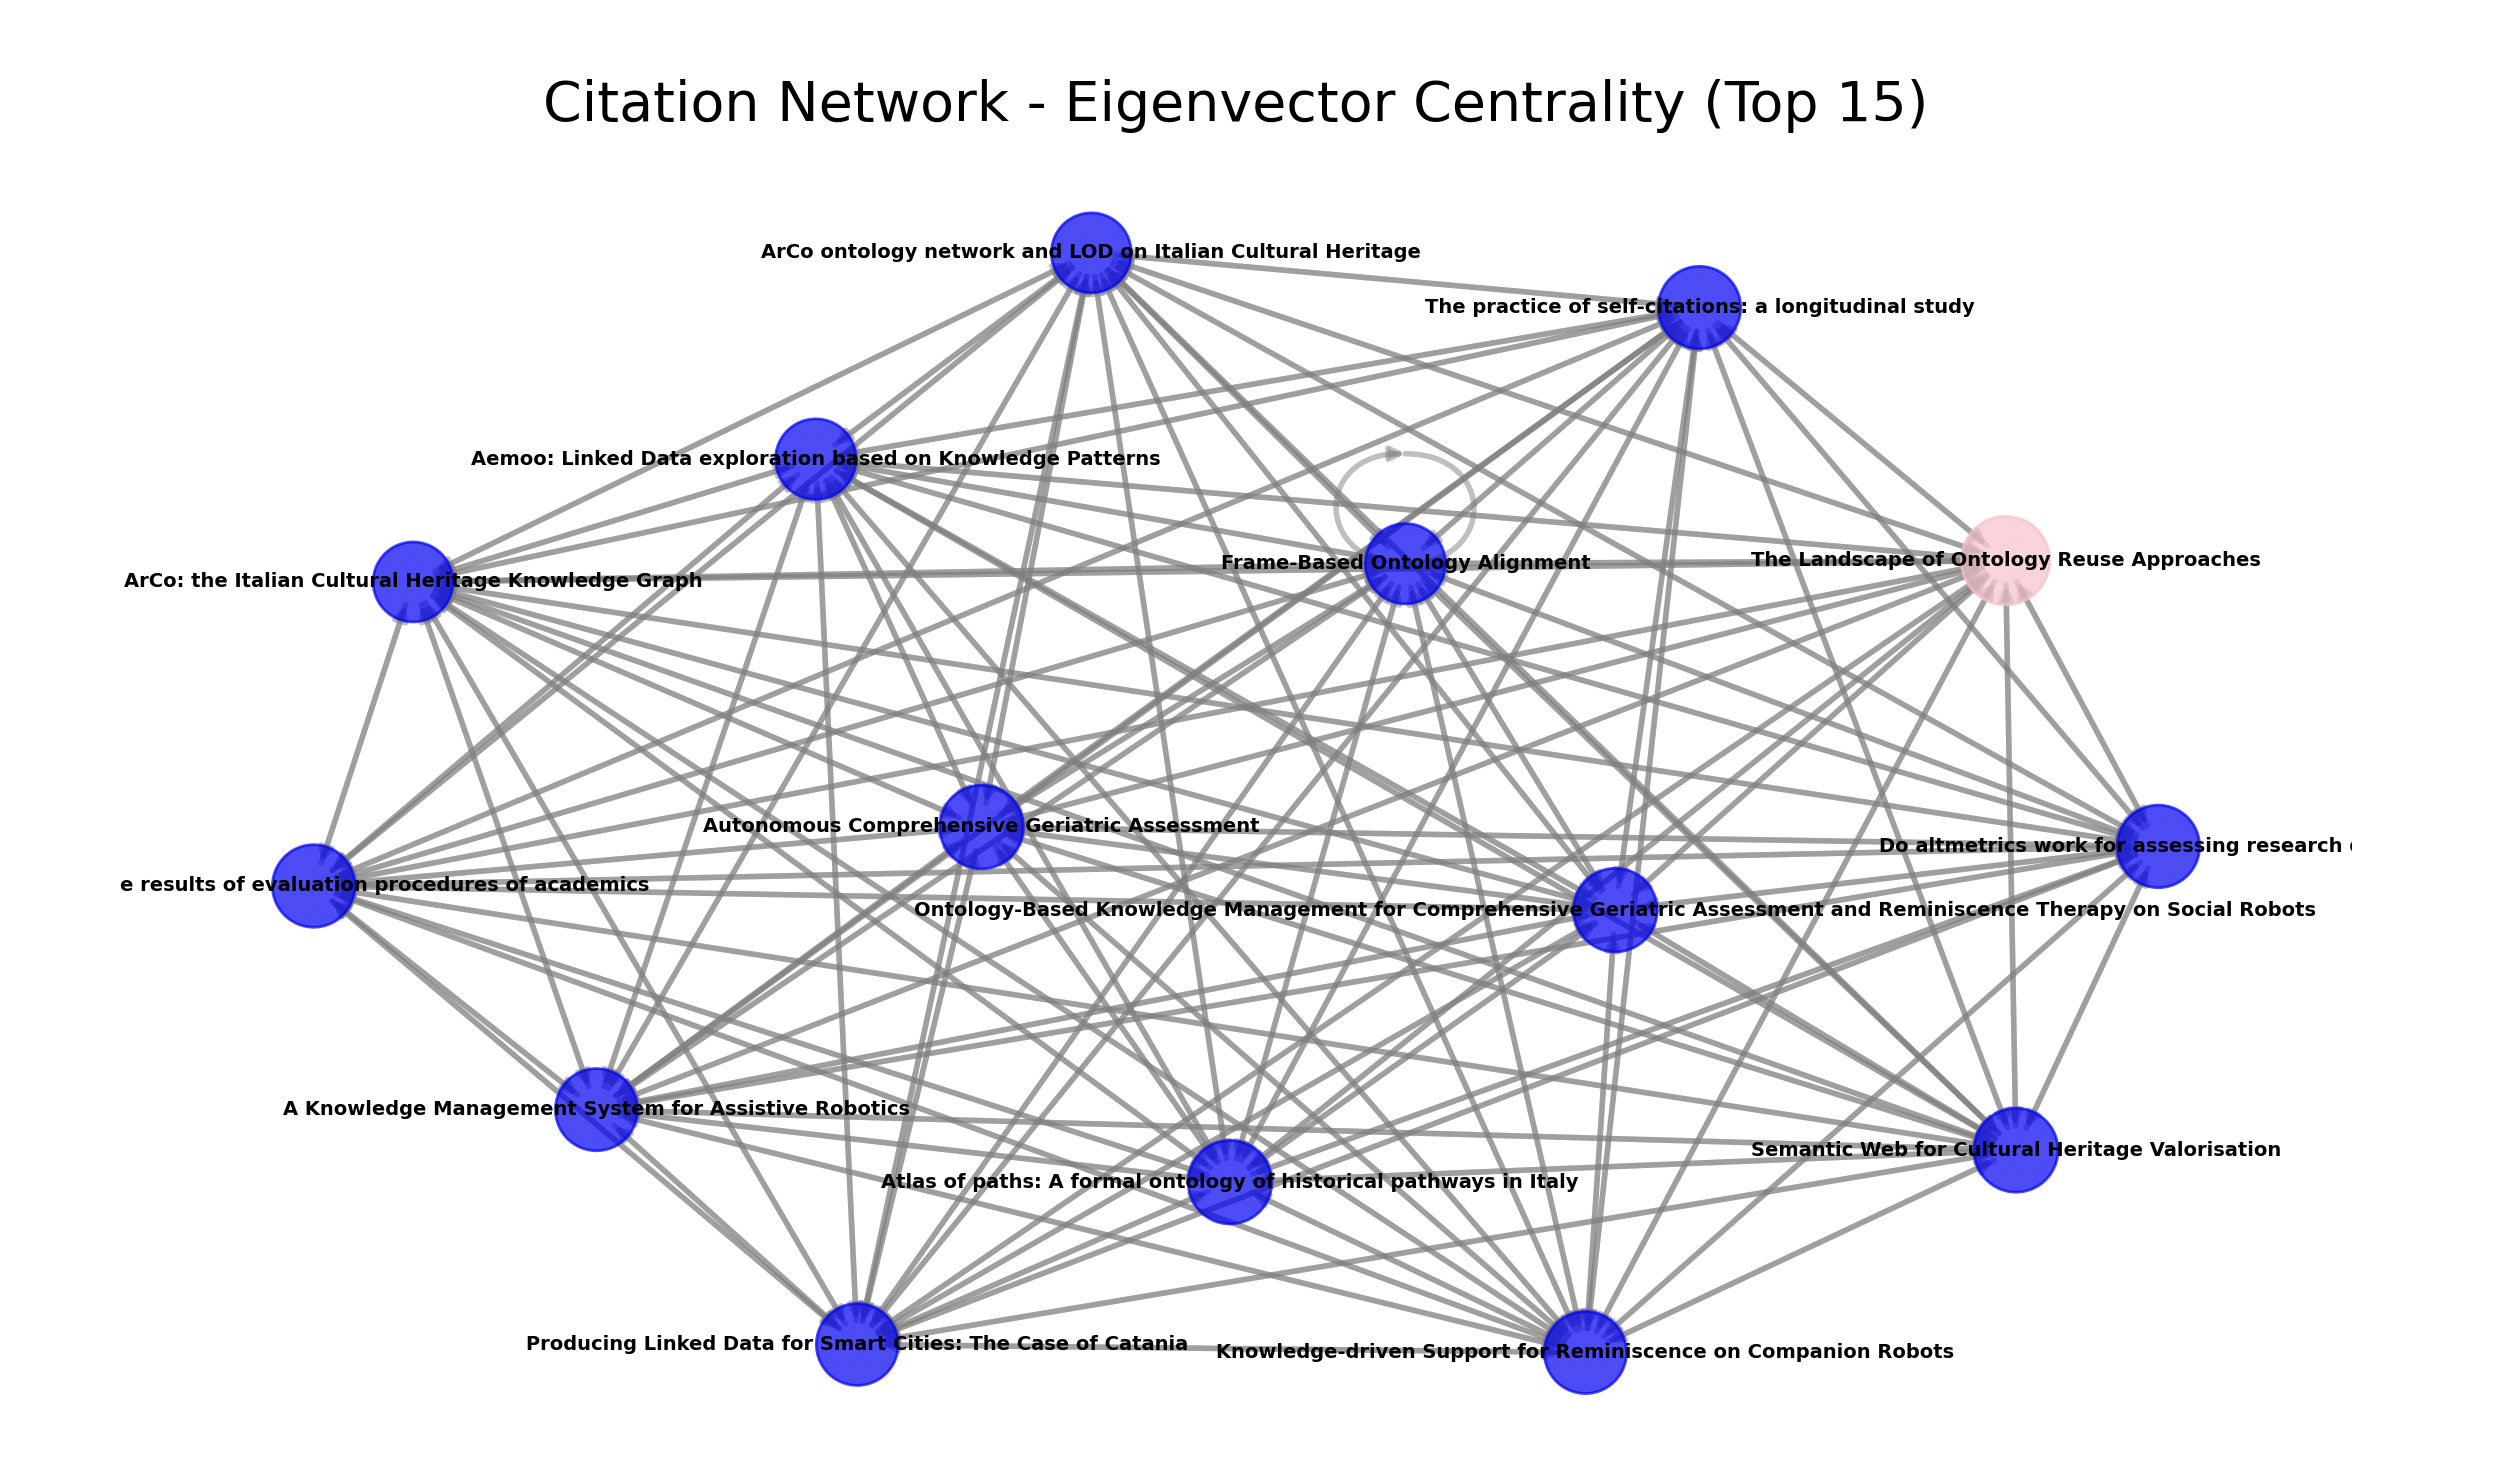 Citation Network - Eigenvector Centrality (Top 15)
ArCo ontology network and LOD on Italian Cultural Heritage
The practice of self-citations: a longitudinal study
Aemoo: Linked Data exploration based on Knowledge Patterns
Frame-Based Ontology Alignment
The Landscape of Ontology Reuse Approaches
ArCo: the Italian Cultural Heritage Knowledge Graph
Autonomous Comprehensive Geriatric Assessment
Do altmetrics work for assessing research
e results of evaluation procedures of academics
Ontology-Based Knowledge Management for Comprehensive Geriatric Assessment and Reminiscence Therapy on Social Robots
A Knowledge Management System for Assistive Robotics
Semantic Web for Cultural Heritage Valorisation
Atlas of paths: A formal ontology of historical pathways in Italy
Producing Linked Data for Smart Cities: The Case of Catania
Knowledge-driven Support for Reminiscence on Companion Robots